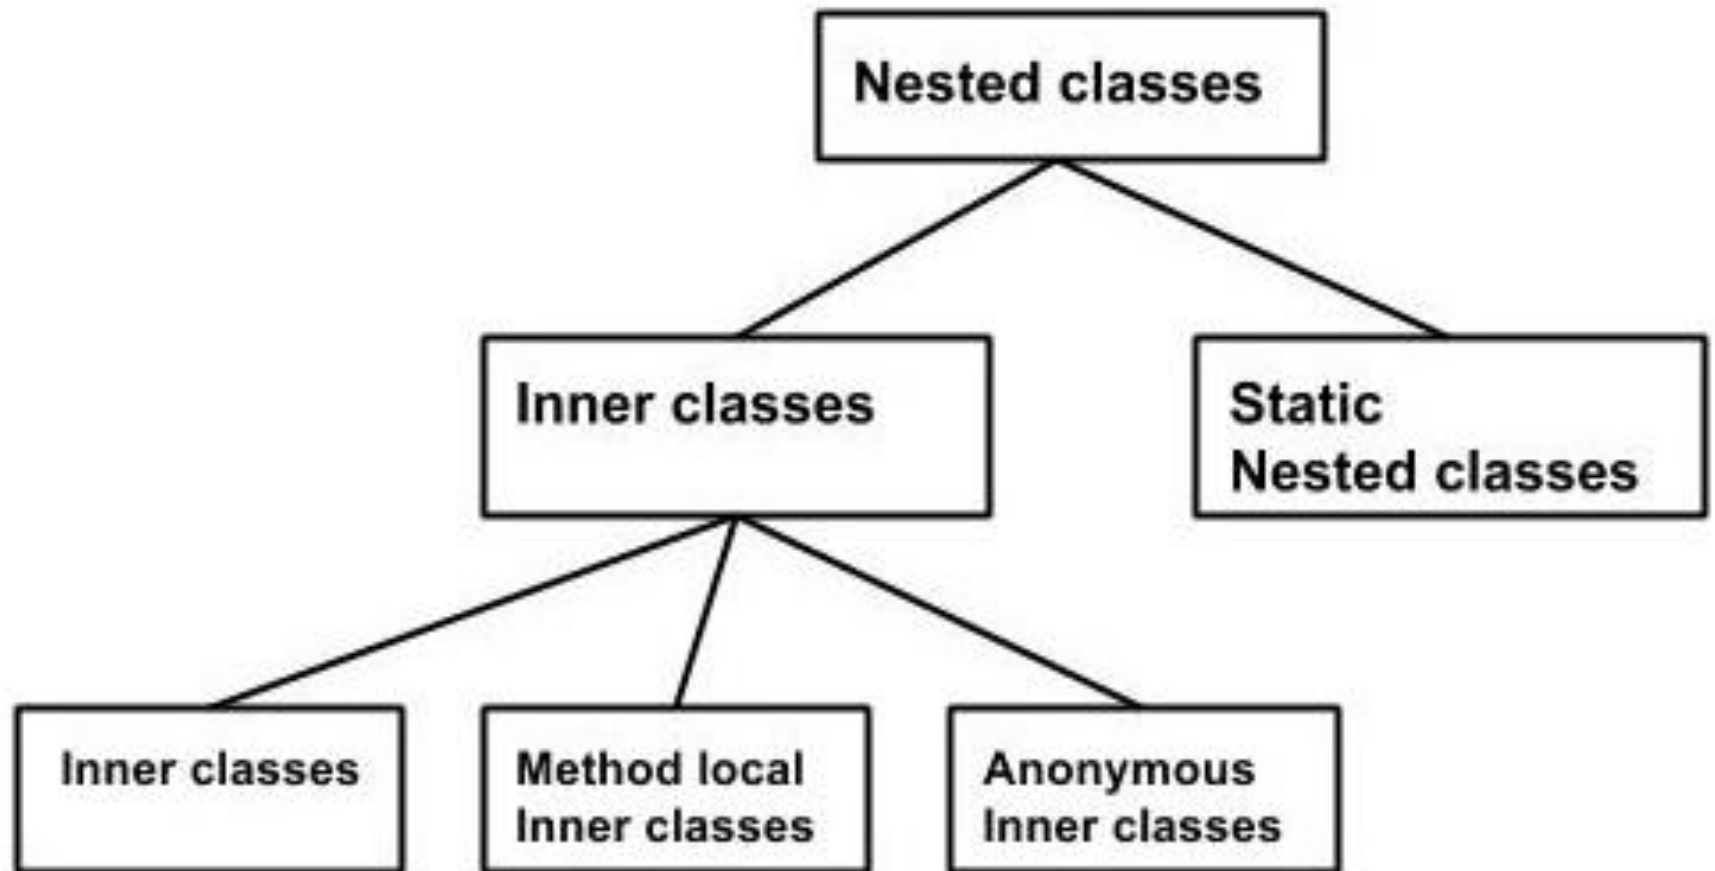 Nested classes
Inner classes
Static
Nested classes
Inner classes
Method local
Inner classes
Anonymous
Inner classes